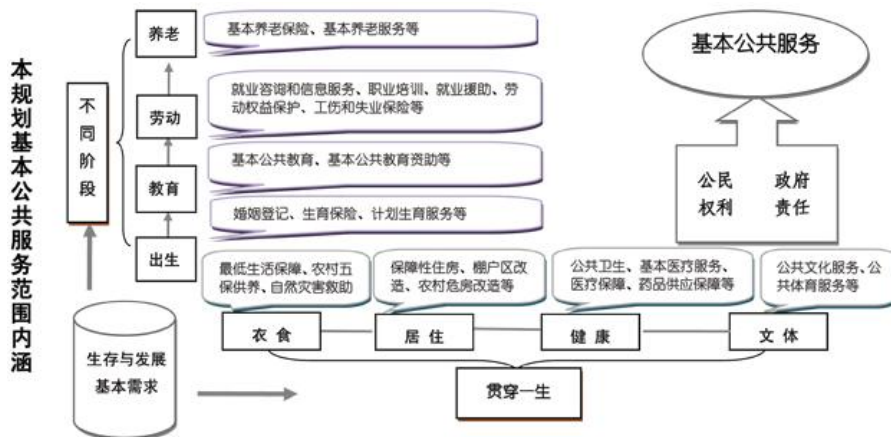 本规划基本公共服务范围内涵
不同阶段
养老
基本养老保险、基本养老服务等
劳动
就业咨询和信息服务、职业培训、就业援助、劳
动权益保护、工伤和失业保险等
教育
基本公共教育、基本公共教育资助等
出生
婚姻登记、生育保险、计划生育服务等
基本公共服务
公民 政府
权利 责任
最低生活保障、农村五
保供养、自然灾害救助
保障性住房、棚户区改
造、农村危房改造等
公共卫生、基本医疗服务、
医疗保障、药品供应保障等
公共文化服务、公
共体育服务等
衣 食
居 住
健 康
文 体
生存与发展
基本需求
贯穿一生